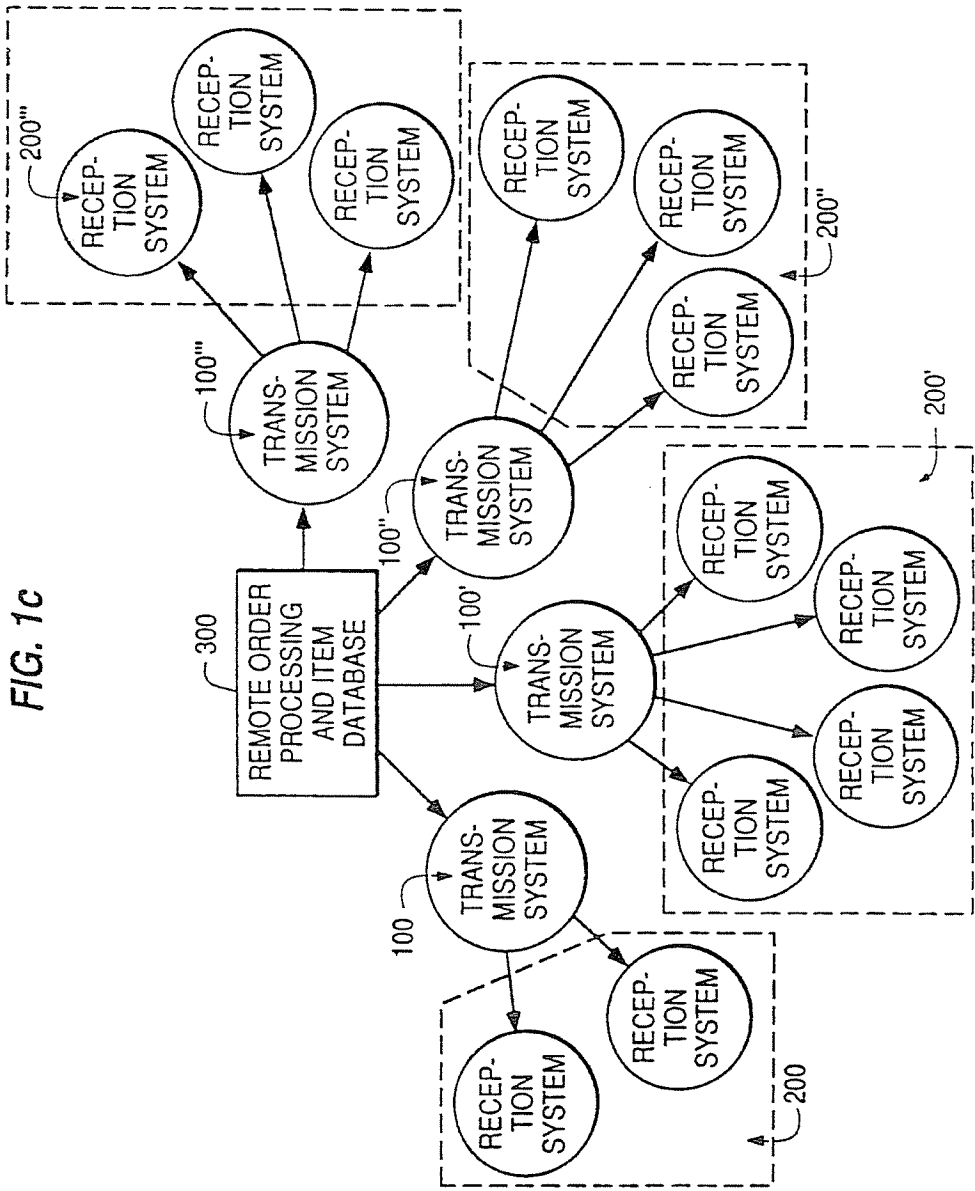 FIG. 1c
300
REMOTE ORDER
PROCESSING
AND ITEM
DATABASE
100
TRANS-
MISSION
SYSTEM
RECEP-
TION
SYSTEM
RECEP-
TION
SYSTEM
200
100'
TRANS-
MISSION
SYSTEM
RECEP-
TION
SYSTEM
RECEP-
TION
SYSTEM
RECEP-
TION
SYSTEM
RECEP-
TION
SYSTEM
200'
100"
TRANS-
MISSION
SYSTEM
RECEP-
TION
SYSTEM
RECEP-
TION
SYSTEM
RECEP-
TION
SYSTEM
200"
100'''
TRANS-
MISSION
SYSTEM
200'''
RECEP-
TION
SYSTEM
RECEP-
TION
SYSTEM
RECEP-
TION
SYSTEM